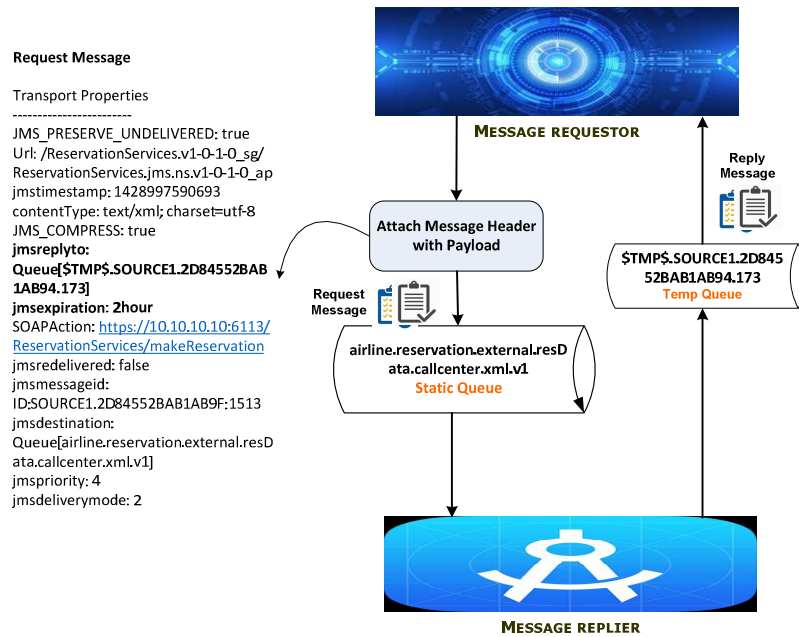 Request Message
Transport Properties
------------------------
JMS_PRESERVE_UNDELIVERED: true
Url: /ReservationServices.v1-0-1-0_sg/
ReservationServices.jms.ns.v1-0-1-0_ap
jmstimestamp: 1428997590693
contentType: text/xml; charset=utf-8
JMS_COMPRESS: true
jmsreplyto:
Queue[$TMP$.SOURCE1.2D84552BAB
1AB94.173]
jmsexpiration: 2hour
SOAPAction: https://10.10.10.10:6113/
ReservationServices/makeReservation
jmsredelivered: false
jmsmessageid:
ID:SOURCE1.2D84552BAB1AB9F:1513
jmsdestination:
Queue[airline.reservation.external.resD
ata.callcenter.xml.v1]
jmspriority: 4
jmsdeliverymode: 2
MESSAGE REQUESTOR
Attach Message Header
with Payload
Request
Message
airline.reservation.external.resD
ata.callcenter.xml.v1
Static Queue
Reply
Message
$TMP$.SOURCE1.2D845
52BAB1AB94.173
Temp Queue
MESSAGE REPLIER